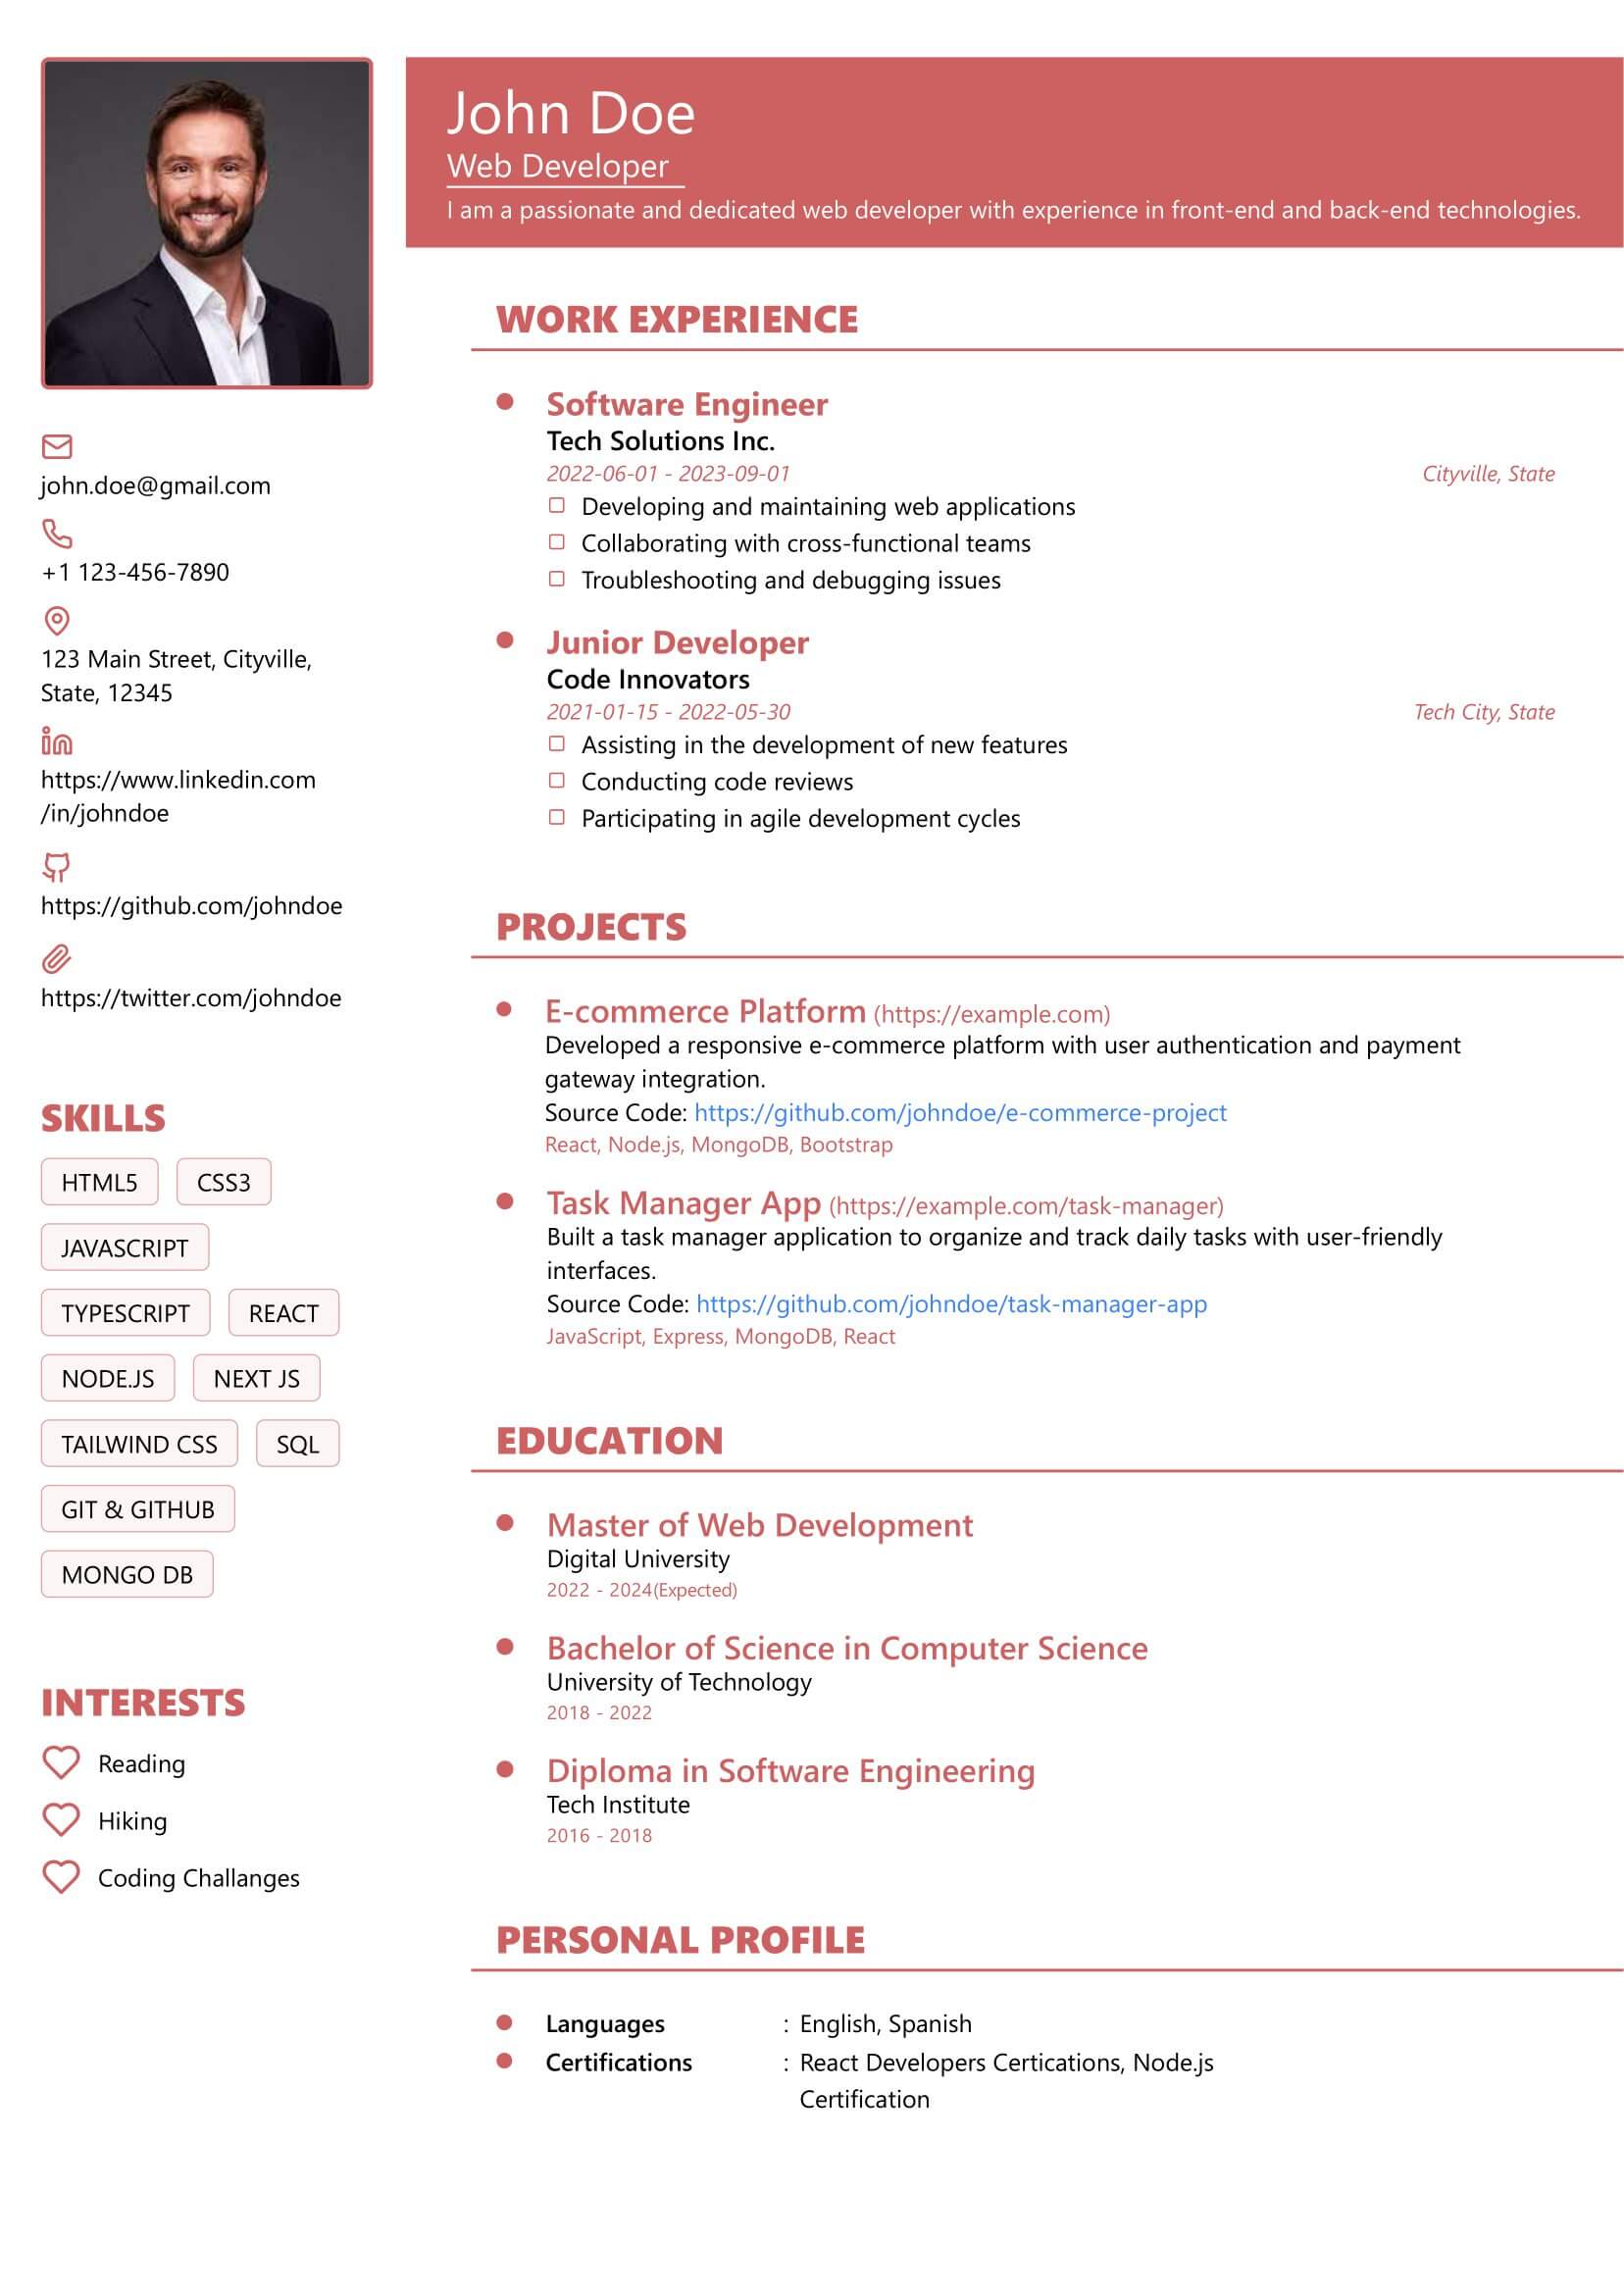 John Doe
Web Developer
I am a passionate and dedicated web developer with experience in front-end and back-end technologies.
john.doe@gmail.com
+1 123-456-7890
123 Main Street, Cityville,
State, 12345
https://www.linkedin.com
/in/johndoe
https://github.com/johndoe
https://twitter.com/johndoe
SKILLS
HTML5 CSS3
JAVASCRIPT
TYPESCRIPT REACT
NODE.JS NEXT JS
TAILWIND CSS SQL
GIT & GITHUB
MONGO DB
INTERESTS
Reading
Hiking
Coding Challanges
WORK EXPERIENCE
Software Engineer
Tech Solutions Inc.
2022-06-01 - 2023-09-01 Cityville, State
Developing and maintaining web applications
Collaborating with cross-functional teams
Troubleshooting and debugging issues
Junior Developer
Code Innovators
2021-01-15 - 2022-05-30 Tech City, State
Assisting in the development of new features
Conducting code reviews
Participating in agile development cycles
PROJECTS
E-commerce Platform (https://example.com)
Developed a responsive e-commerce platform with user authentication and payment
gateway integration.
Source Code: https://github.com/johndoe/e-commerce-project
React, Node.js, MongoDB, Bootstrap
Task Manager App (https://example.com/task-manager)
Built a task manager application to organize and track daily tasks with user-friendly
interfaces.
Source Code: https://github.com/johndoe/task-manager-app
JavaScript, Express, MongoDB, React
EDUCATION
Master of Web Development
Digital University
2022 - 2024(Expected)
Bachelor of Science in Computer Science
University of Technology
2018 - 2022
Diploma in Software Engineering
Tech Institute
2016 - 2018
PERSONAL PROFILE
Languages : English, Spanish
Certifications : React Developers Certications, Node.js
Certification